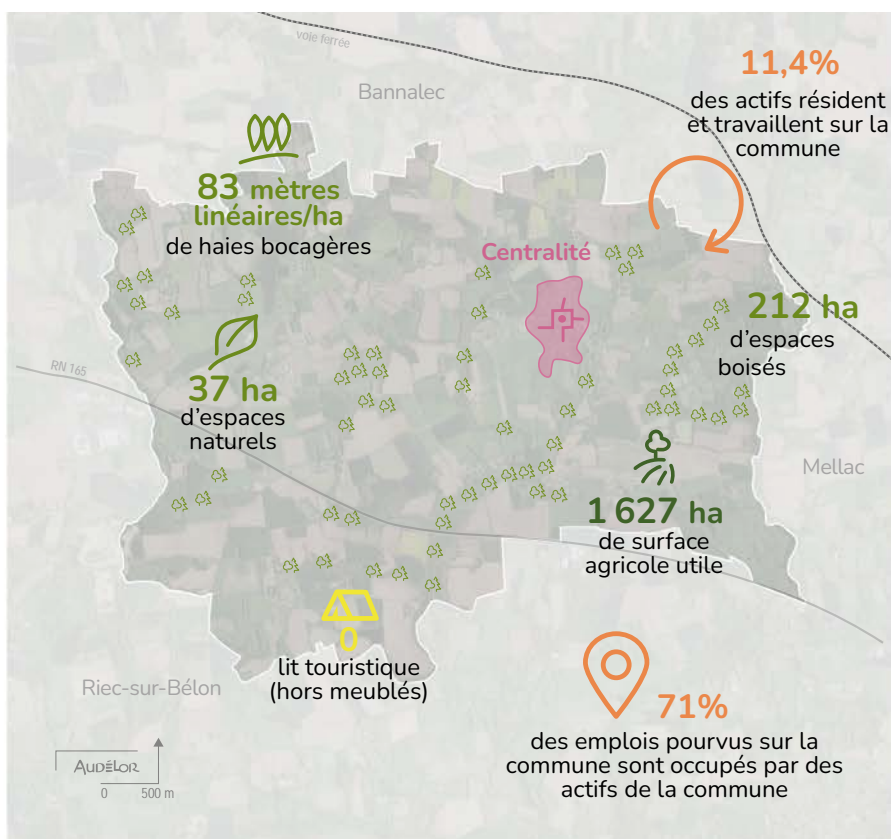 voie ferrée
11,4%
des actifs résident
et travaillent sur la
commune
Bannalec
83 mètres
linéaires/ha
de haies bocagères
Centralité
212 ha
d'espaces
boisés
RN 165
37 ha
d'espaces
naturels
Mellac
1 627 ha
de surface
agricole utile
0
lit touristique
(hors meublés)
Riec-sur-Bélon
71%
des emplois pourvus sur la
commune sont occupés par des
actifs de la commune
AUDÉLOR
0 500 m